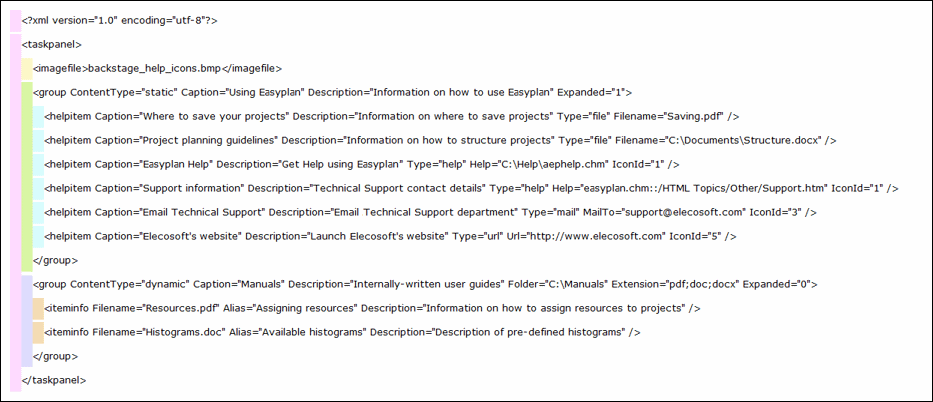 <?xml version="1.0" encoding="utf-8"?>
<taskpanel>
<imagefile>backstage_help_icons.bmp</imagefile>
<group ContentType="static" Caption="Using Easyplan" Description="Information on how to use Easyplan" Expanded="1">
<helpitem Caption="Where to save your projects" Description="Information on where to save projects" Type="file" Filename="Saving.pdf" />
<helpitem Caption="Project planning guidelines" Description="Information on how to structure projects" Type="file" Filename="C:\Documents\Structure.docx" />
<helpitem Caption="Easyplan Help" Description="Get Help using Easyplan" Type="help" Help="C:\Help\aephelp.chm" IconId="1" />
<helpitem Caption="Support information" Description="Technical Support contact details" Type="help" Help="easyplan.chm::/HTML Topics/Other/Support.htm" IconId="1" />
<helpitem Caption="Email Technical Support" Description="Email Technical Support department" Type="mail" MailTo="support@elecosoft.com" IconId="3" />
<helpitem Caption="Elecosoft's website" Description="Launch Elecosoft's website" Type="url" Url="http://www.elecosoft.com" IconId="5" />
</group>
<group ContentType="dynamic" Caption="Manuals" Description="Internally-written user guides" Folder="C:\Manuals" Extension="pdf;doc;docx" Expanded="0">
<iteminfo Filename="Resources.pdf" Alias="Assigning resources" Description="Information on how to assign resources to projects" />
<iteminfo Filename="Histograms.doc" Alias="Available histograms" Description="Description of pre-defined histograms" />
</group>
</taskpanel>